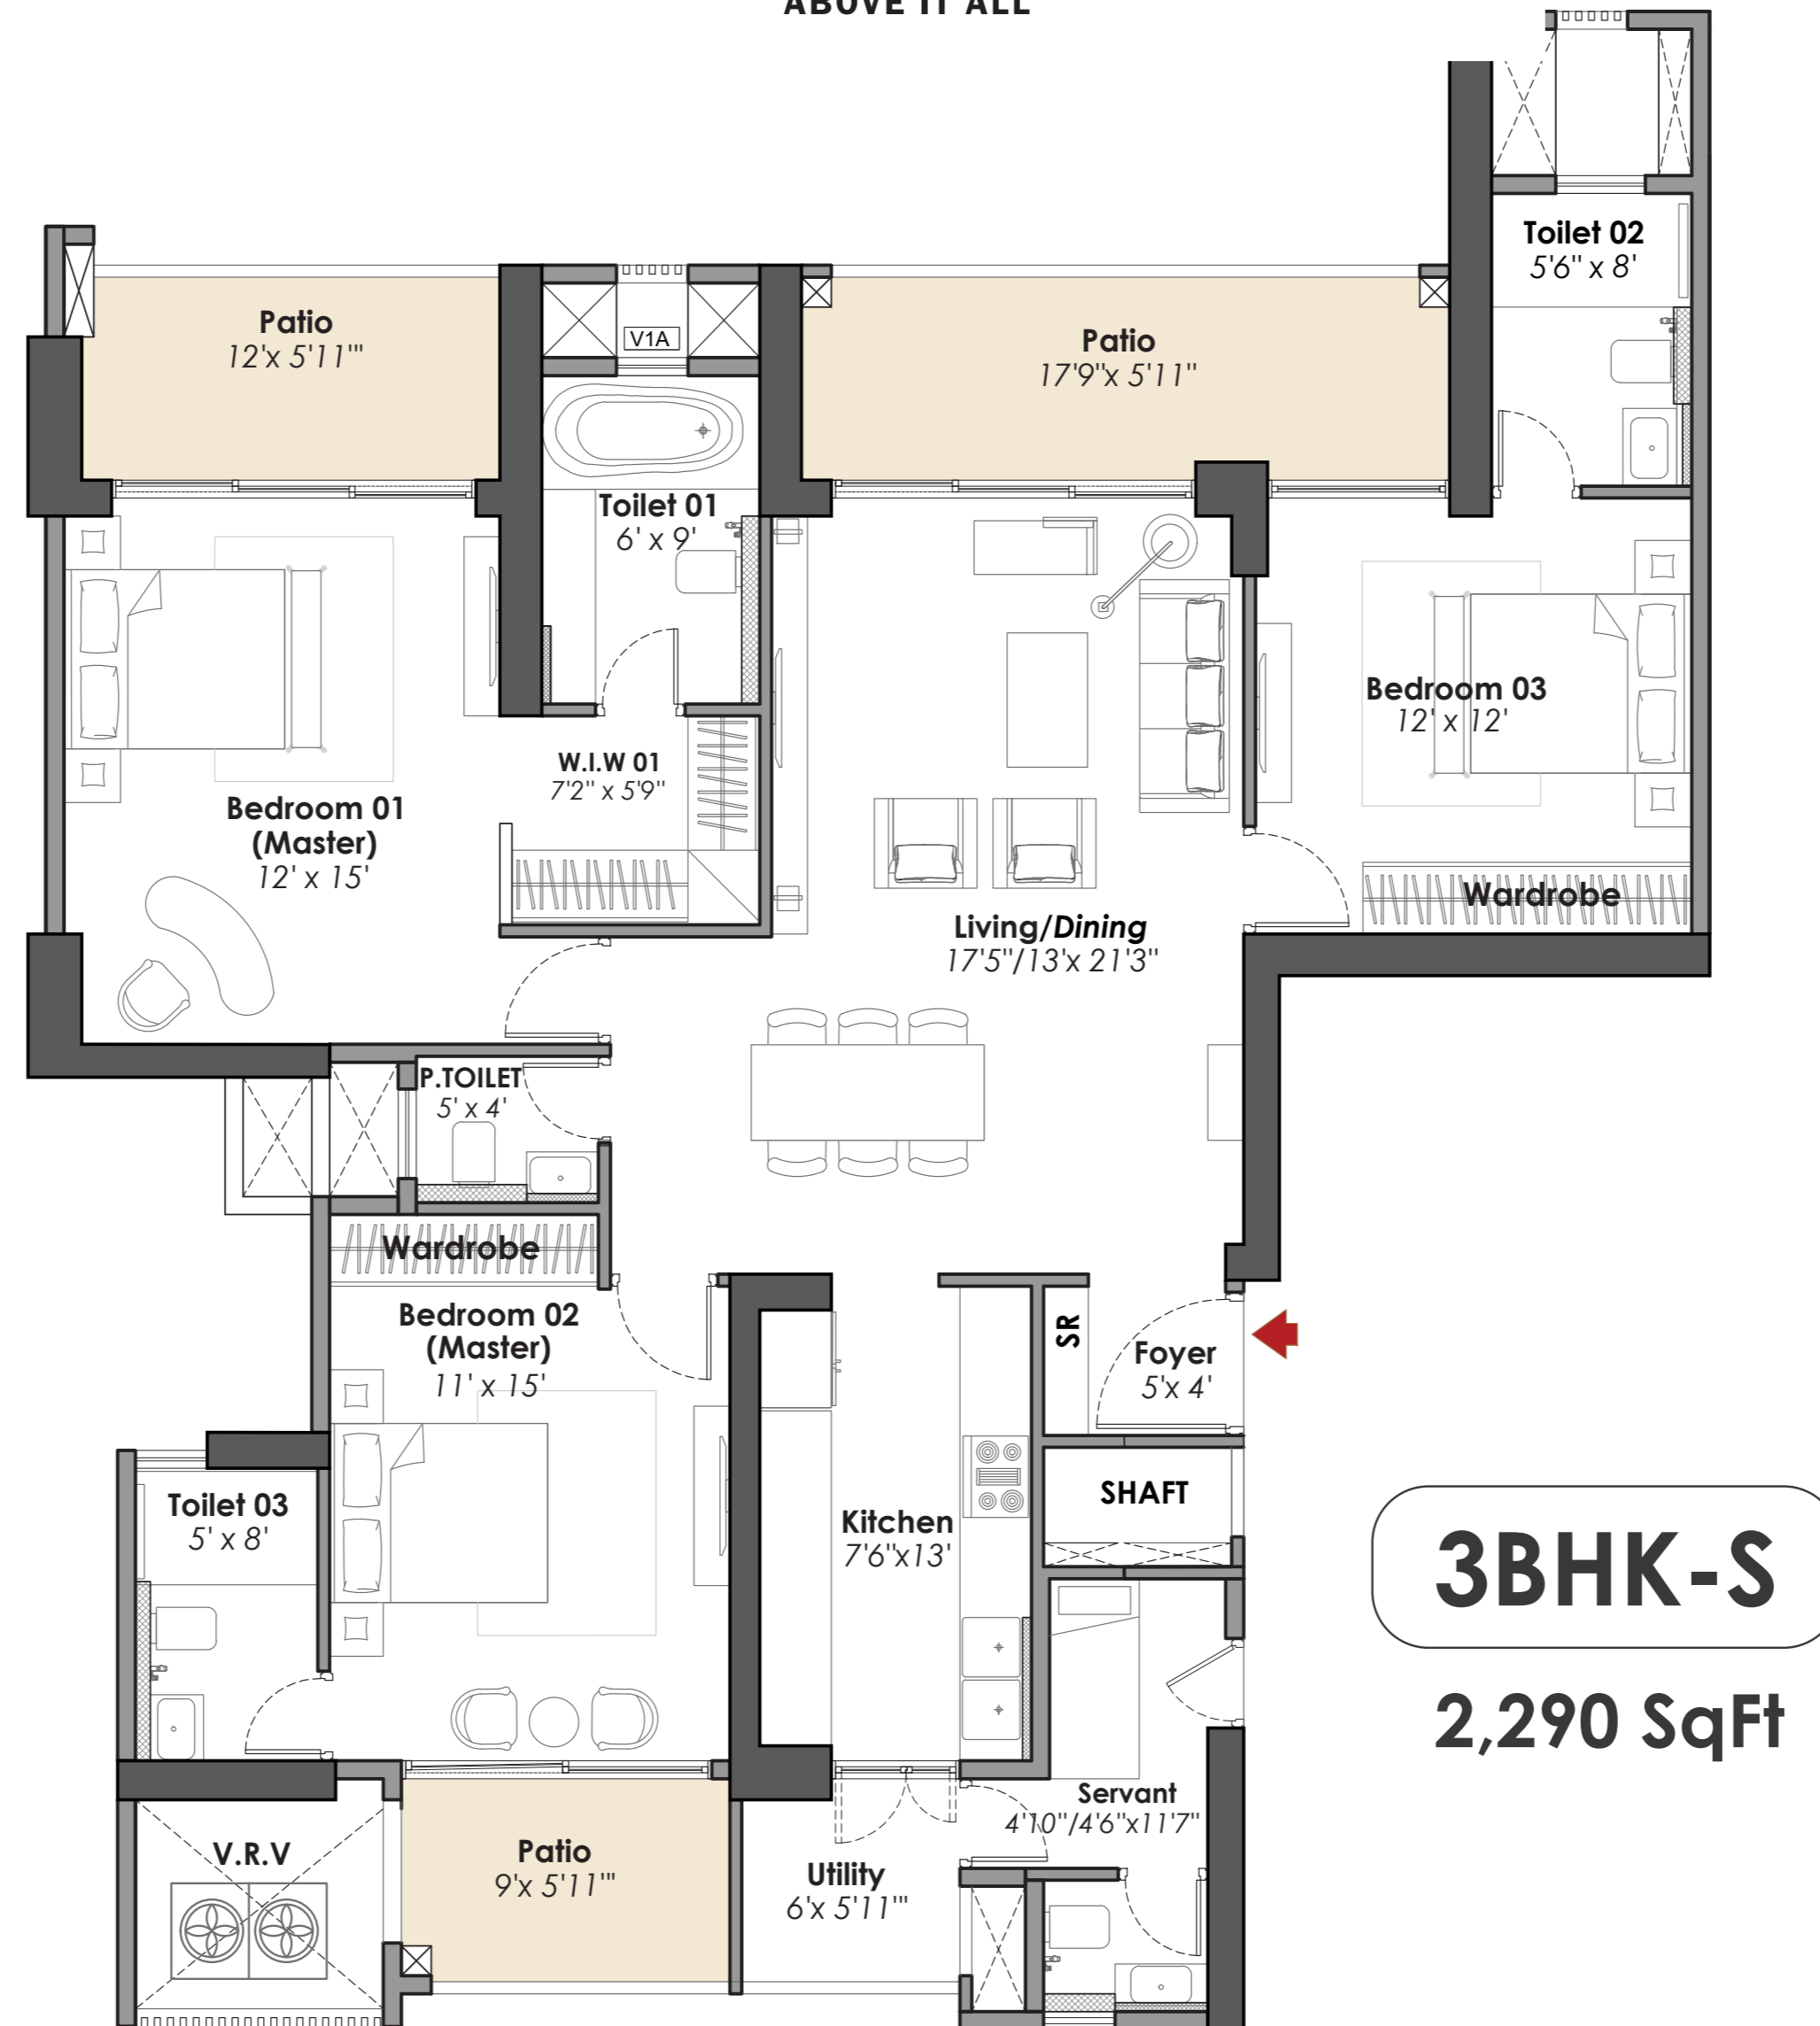 ABOVE IT ALL
Toilet 02
5'6" x 8'
Patio
12'x 5'11'"
V1A
Patio
17'9"x 5'11"
Toilet 01
6' x 9'
Bedroom 03
12' x 12'
W.I.W 01
7'2" x 5'9"
Bedroom 01
(Master)
12' x 15'
Wardrobe
Living/Dining
17'5"/13'x 21'3"
P.TOILET
5' x 4'
Wardrobe
Bedroom 02
(Master)
11' x 15'
SR
Foyer
5'x 4'
SHAFT
Toilet 03
5' x 8'
Kitchen
7'6"x13'
3BHK-S
2,290 SqFt
Servant
4'10"/4'6"x11'7"
V.R.V
Patio
9'x 5'11'"
Utility
6'x 5'11'"